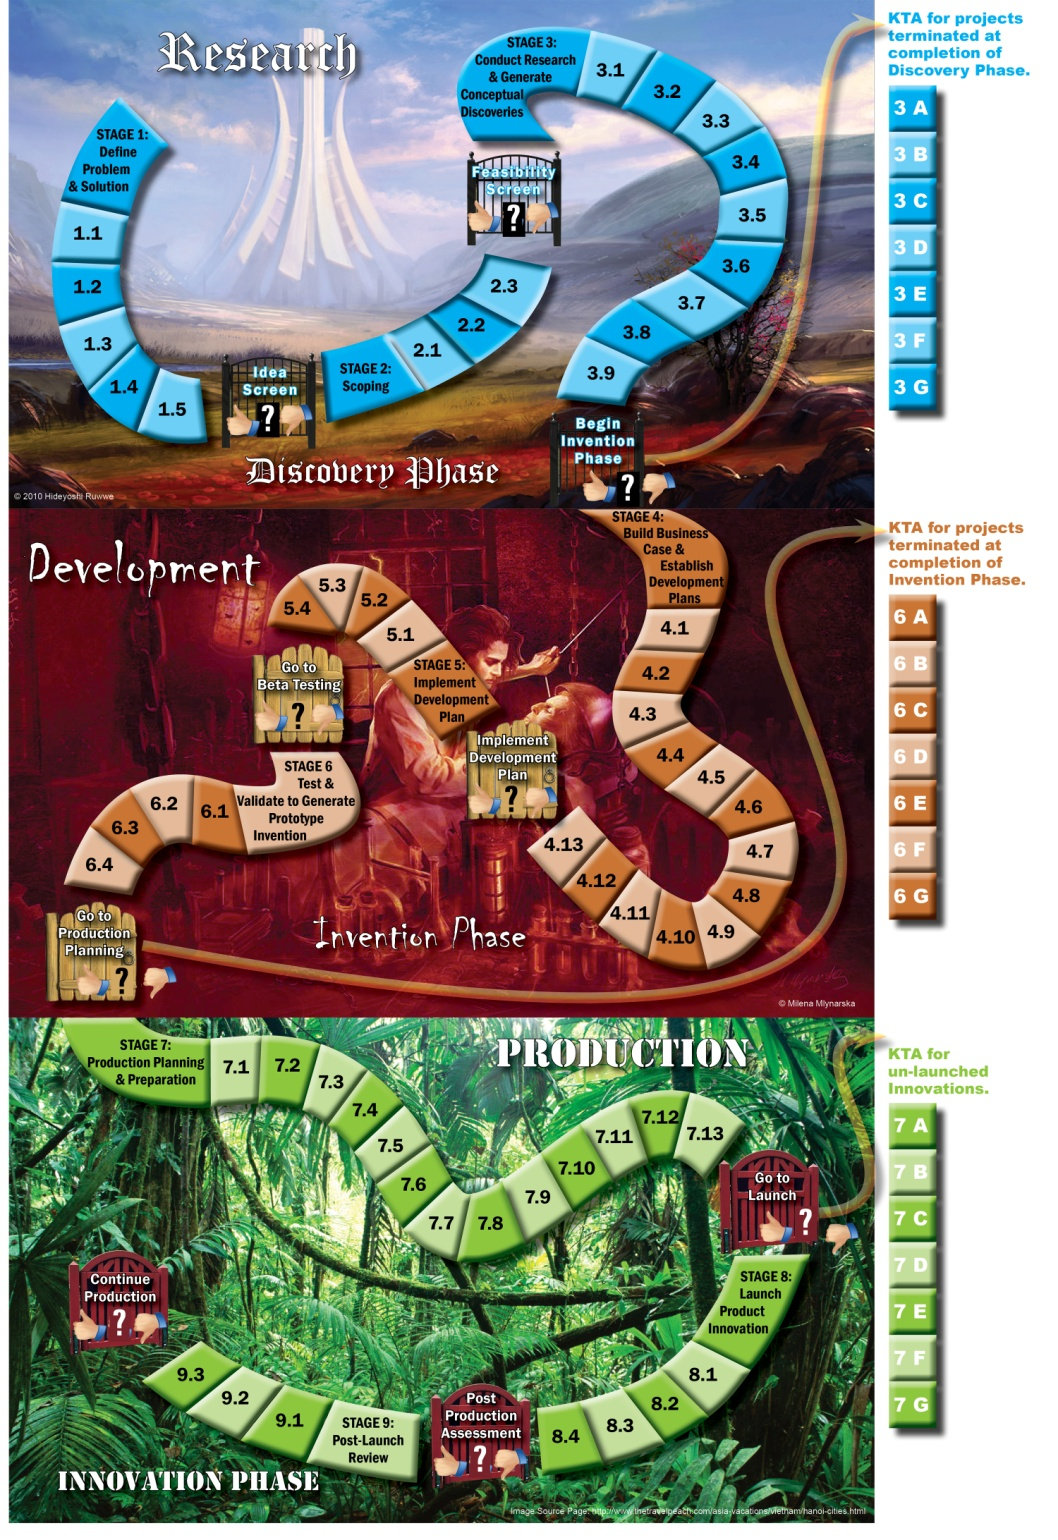 Research
STAGE 1:
Define
Problem
& Solution
1.1
1.2
1.3
1.4
1.5
Idea
Screen
?
STAGE 2:
Scoping
2.1
2.2
2.3
Feasibility
Screen
?
STAGE 3:
Conduct Research
& Generate
Conceptual
Discoveries
3.1
3.2
3.3
3.4
3.5
3.6
3.7
3.8
3.9
Begin
Invention
Phase
?
Discovery Phase
© 2010 Hideyoshi Ruwwe
KTA for projects
terminated at
completion of
Discovery Phase.
3 A
3 B
3 C
3 D
3 E
3 F
3 G
Development
STAGE 4:
Build Business
Case &
Establish
Development
Plans
4.1
4.2
4.3
4.4
4.5
4.6
4.7
4.8
4.9
4.10
4.11
4.12
4.13
Implement
Development
Plan
?
STAGE 5:
Implement
Development
Plan
5.1
5.2
5.3
5.4
Go to
Beta Testing
?
STAGE 6
Test &
Validate to Generate
Prototype
Invention
6.1
6.2
6.3
6.4
Go to
Production
Planning
?
Invention Phase
© Milena Mlynarska
KTA for projects
terminated at
completion of
Invention Phase.
6 A
6 B
6 C
6 D
6 E
6 F
6 G
PRODUCTION
STAGE 7:
Production Planning
& Preparation
7.1
7.2
7.3
7.4
7.5
7.6
7.7
7.8
7.9
7.10
7.11
7.12
7.13
Go to
Launch
?
STAGE 8:
Launch
Product
Innovation
8.1
8.2
8.3
8.4
Post
Production
Assessment
?
STAGE 9:
Post-Launch
Review
9.1
9.2
9.3
Continue
Production
?
INNOVATION PHASE
Image Source Page: http://www.thetravelpeach.com/asia-vacations/vietnam/hanoi-cities.html
KTA for
un-launched
Innovations.
7 A
7 B
7 C
7 D
7 E
7 F
7 G